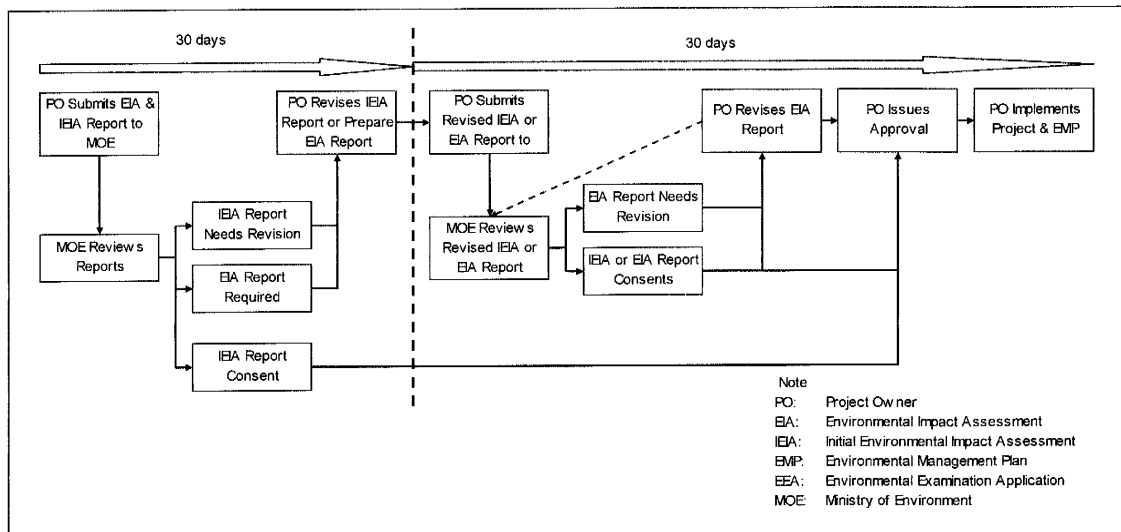 30 days
30 days
PO Submits EIA &
IEIA Report to
MOE
PO Revises IEIA
Report or Prepare
EIA Report
PO Submits
Revised IEIA or
EIA Report to
PO Revises EIA
Report
PO Issues
Approval
PO Implements
Project & EMP
IEIA Report
Needs Revision
EIA Report Needs
Revision
MOE Reviews
Reports
MOE Reviews
Revised IEIA or
EIA Report
EIA Report
Required
IEIA or EIA Report
Consents
IEIA Report
Consent
Note
PO: Project Owner
EIA: Environmental Impact Assessment
IEIA: Initial Environmental Impact Assessment
EMP: Environmental Management Plan
EEA: Environmental Examination Application
MOE: Ministry of Environment